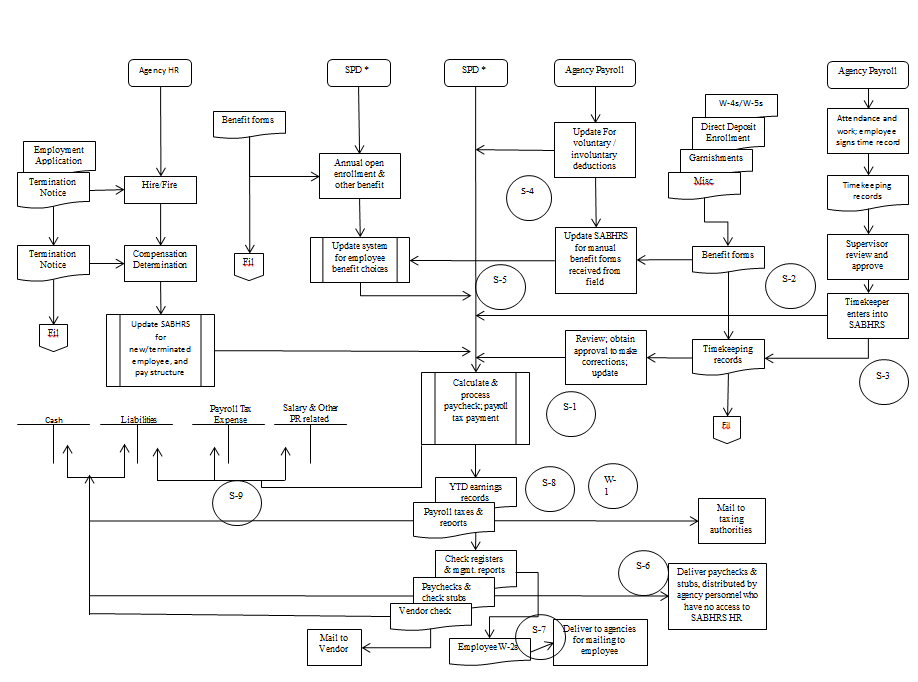 Agency HR
SPD *
SPD *
Agency Payroll
Agency Payroll
W-4s/W-5s
Direct Deposit
Enrollment
Garnishments
Misc
Benefit forms
Employment
Application
Termination
Notice
Hire/Fire
Annual open
enrollment &
other benefit
Update For
voluntary /
involuntary
deductions
Attendance and
work; employee
signs time record
Timekeeping
records
S-4
Termination
Notice
Compensation
Determination
Fil
Update system
for employee
benefit choices
Update SABHRS
for manual
benefit forms
received from
field
Benefit forms
Supervisor
review and
approve
S-5
S-2
Fil
Update SABHRS
for
new/terminated
employee, and
pay structure
Timekeeper
enters into
SABHRS
Review; obtain
approval to make
corrections;
update
Timekeeping
records
S-3
Calculate &
process
paycheck; payroll
tax payment
S-1
Fil
Cash
Liabilities
Payroll Tax
Expense
Salary & Other
PR related
S-9
YTD earnings
records
S-8
W-
1
Payroll taxes &
reports
Mail to
taxing
authorities
Check registers
& mgmt. reports
S-6
Paychecks &
check stubs
Deliver paychecks &
stubs, distributed by
agency personnel who
have no access to
SABHRS HR
Vendor check
Mail to
Vendor
Employee W-2s
S-7
Deliver to agencies
for mailing to
employee